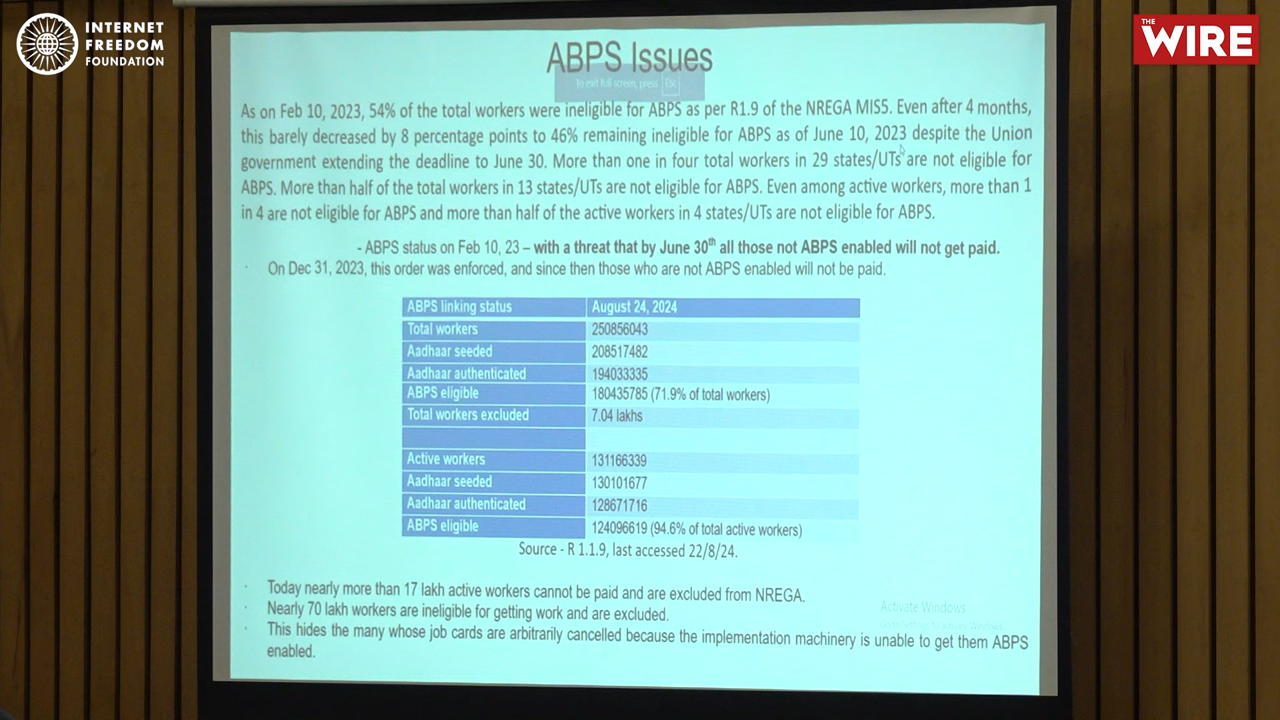 INTERNET
FREEDOM
FOUNDATION
THE
WIRE
ABPS Issues
To exit full screen, press Esc
As on Feb 10, 2023, 54% of the total workers were ineligible for ABPS as per R1.9 of the NREGA MIS5. Even after 4 months,
this barely decreased by 8 percentage points to 46% remaining ineligible for ABPS as of June 10, 2023 despite the Union
government extending the deadline to June 30. More than one in four total workers in 29 states/UTs are not eligible for
ABPS. More than half of the total workers in 13 states/UTs are not eligible for ABPS. Even among active workers, more than 1
in 4 are not eligible for ABPS and more than half of the active workers in 4 states/UTs are not eligible for ABPS.
- ABPS status on Feb 10, 23 – with a threat that by June 30th all those not ABPS enabled will not get paid.
· On Dec 31, 2023, this order was enforced, and since then those who are not ABPS enabled will not be paid.
ABPS linking status August 24, 2024
Total workers 250856043
Aadhaar seeded 208517482
Aadhaar authenticated 194033335
ABPS eligible 180435785 (71.9% of total workers)
Total workers excluded 7.04 lakhs
Active workers 131166339
Aadhaar seeded 130101677
Aadhaar authenticated 128671716
ABPS eligible 124096619 (94.6% of total active workers)
Source - R 1.1.9, last accessed 22/8/24.
· Today nearly more than 17 lakh active workers cannot be paid and are excluded from NREGA.
· Nearly 70 lakh workers are ineligible for getting work and are excluded.
· This hides the many whose job cards are arbitrarily cancelled because the implementation machinery is unable to get them ABPS
enabled.
Activate Windows
Go to Settings to activate Windows.